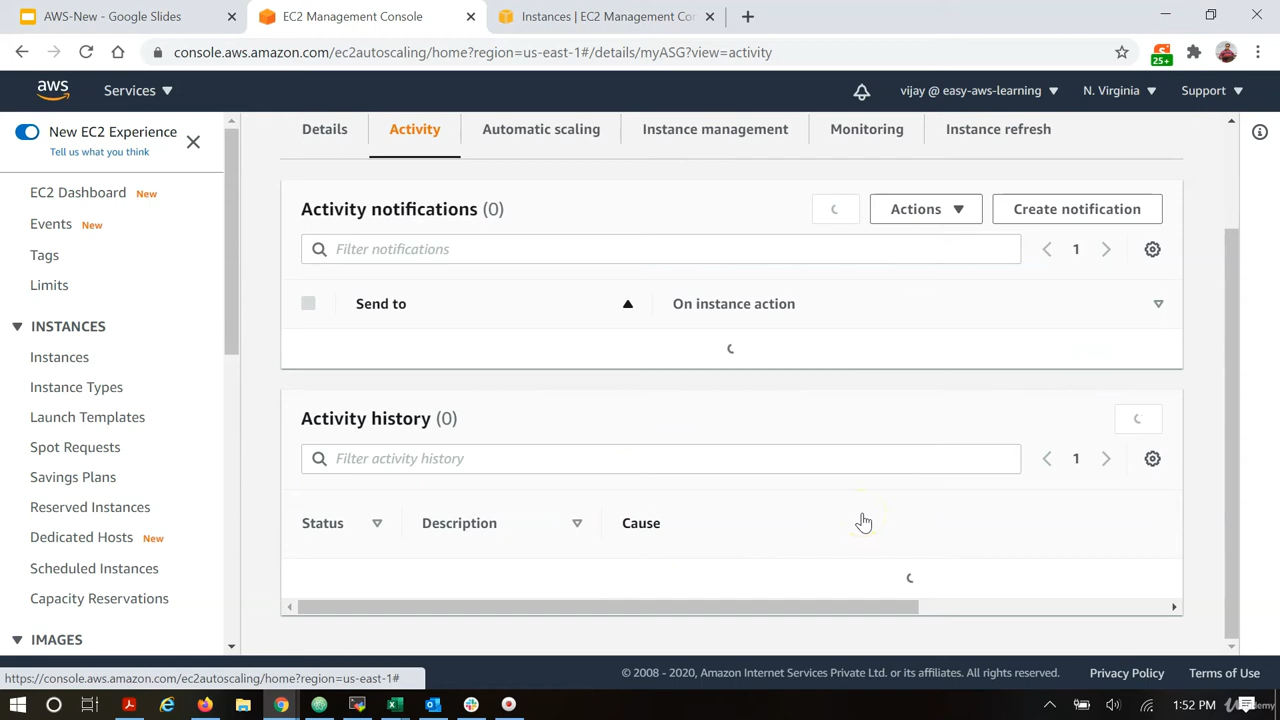 AWS-New - Google Slides
EC2 Management Console
Instances | EC2 Management Con
console.aws.amazon.com/ec2autoscaling/home?region=us-east-1#/details/myASG?view=activity
25+
aws
Services
vijay @ easy-aws-learning
N. Virginia
Support
New EC2 Experience
Tell us what you think
EC2 Dashboard New
Events New
Tags
Limits
INSTANCES
Instances
Instance Types
Launch Templates
Spot Requests
Savings Plans
Reserved Instances
Dedicated Hosts New
Scheduled Instances
Capacity Reservations
IMAGES
Details
Activity
Automatic scaling
Instance management
Monitoring
Instance refresh
Activity notifications (0)
Actions
Create notification
Filter notifications
1
Send to
On instance action
Activity history (0)
Filter activity history
1
Status
Description
Cause
https://console.aws.amazon.com/ec2autoscaling/home?region=us-east-1#
© 2008 - 2020, Amazon Internet Services Private Ltd. or its affiliates. All rights reserved.
Privacy Policy
Terms of Use
1:52 PM